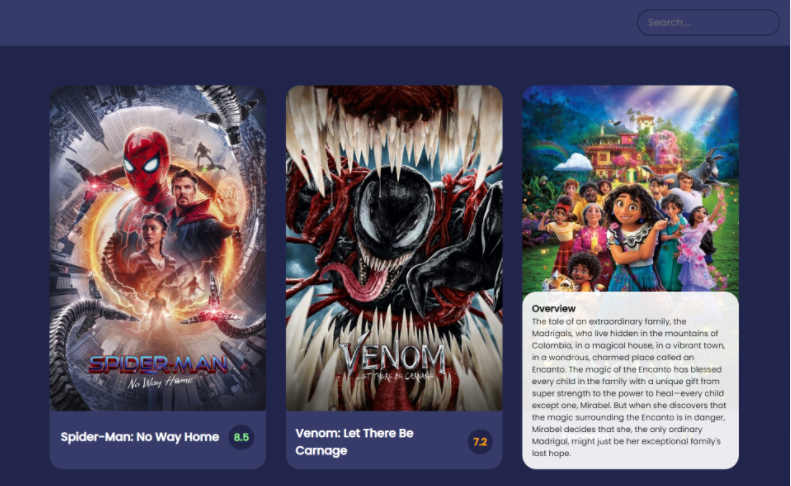 Search...
SPIDER-MAN
No Way Home
Spider-Man: No Way Home
8.5
VENOM
LET THERE BE CARNAGE
Venom: Let There Be
Carnage
7.2
Overview
The tale of an extraordinary family, the
Madrigals, who live hidden in the mountains of
Colombia, in a magical house, in a vibrant town,
in a wondrous, charmed place called an
Encanto. The magic of the Encanto has blessed
every child in the family with a unique gift from
super strength to the power to heal—every child
except one, Mirabel. But when she discovers that
the magic surrounding the Encanto is in danger,
Mirabel decides that she, the only ordinary
Madrigal, might just be her exceptional family's
last hope.